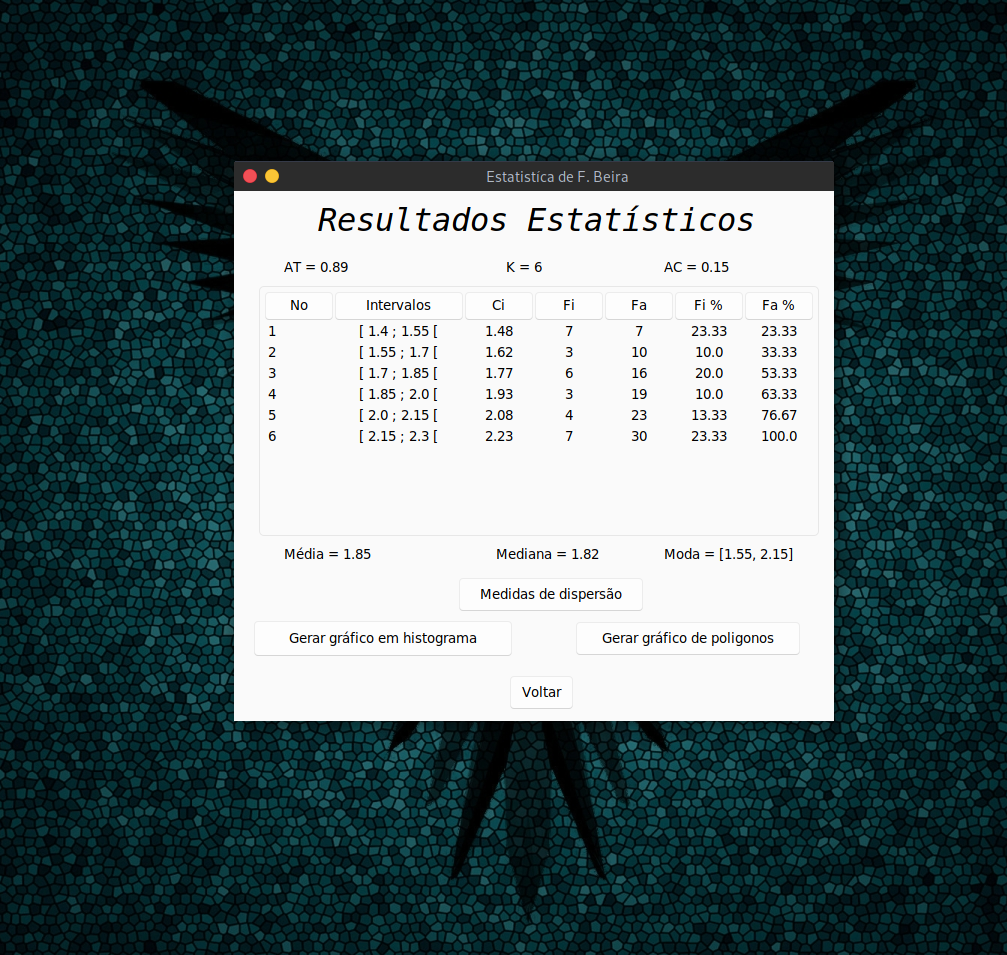 Estatistíca de F. Beira
Resultados Estatísticos
AT = 0.89 K = 6 AC = 0.15
No Intervalos Ci Fi Fa Fi % Fa %
1 [ 1.4 ; 1.55 [ 1.48 7 7 23.33 23.33
2 [ 1.55 ; 1.7 [ 1.62 3 10 10.0 33.33
3 [ 1.7 ; 1.85 [ 1.77 6 16 20.0 53.33
4 [ 1.85 ; 2.0 [ 1.93 3 19 10.0 63.33
5 [ 2.0 ; 2.15 [ 2.08 4 23 13.33 76.67
6 [ 2.15 ; 2.3 [ 2.23 7 30 23.33 100.0
Média = 1.85 Mediana = 1.82 Moda = [1.55, 2.15]
Medidas de dispersão
Gerar gráfico em histograma Gerar gráfico de poligonos
Voltar